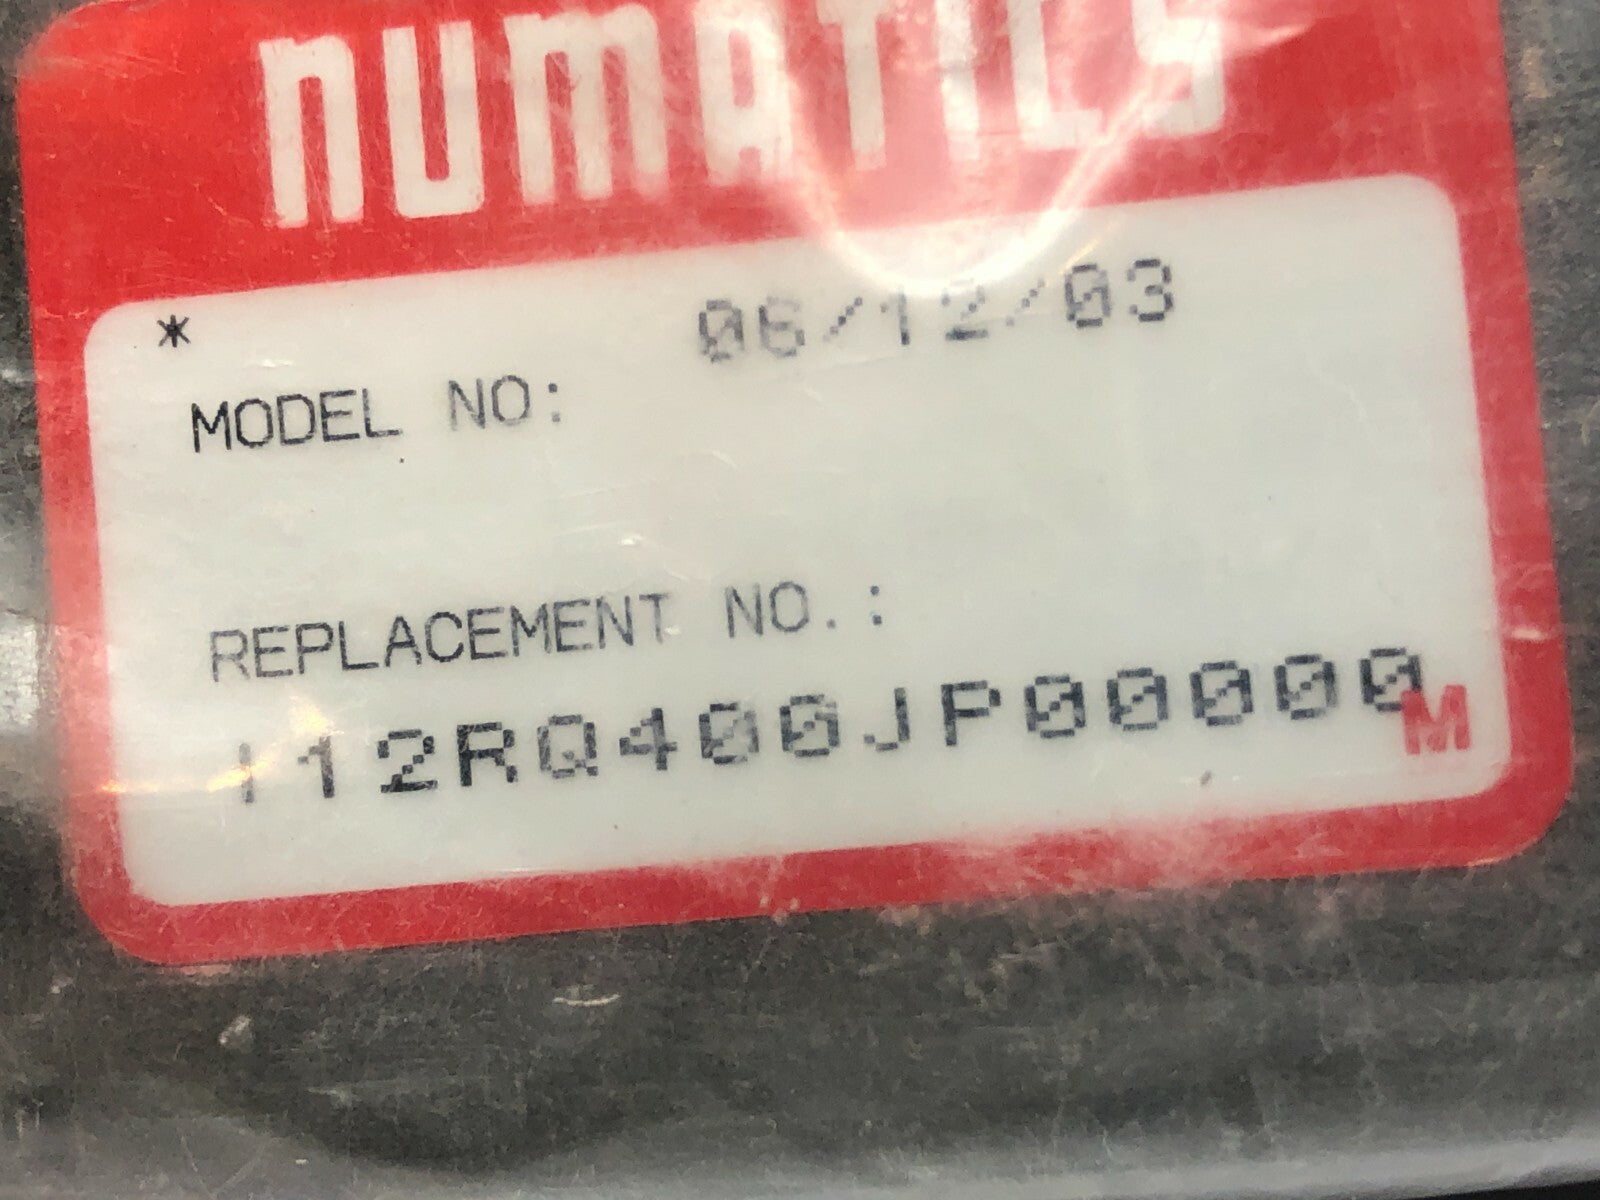 numatics
*
06/12/03
MODEL NO:
REPLACEMENT NO.:
112RQ400JP00000
M